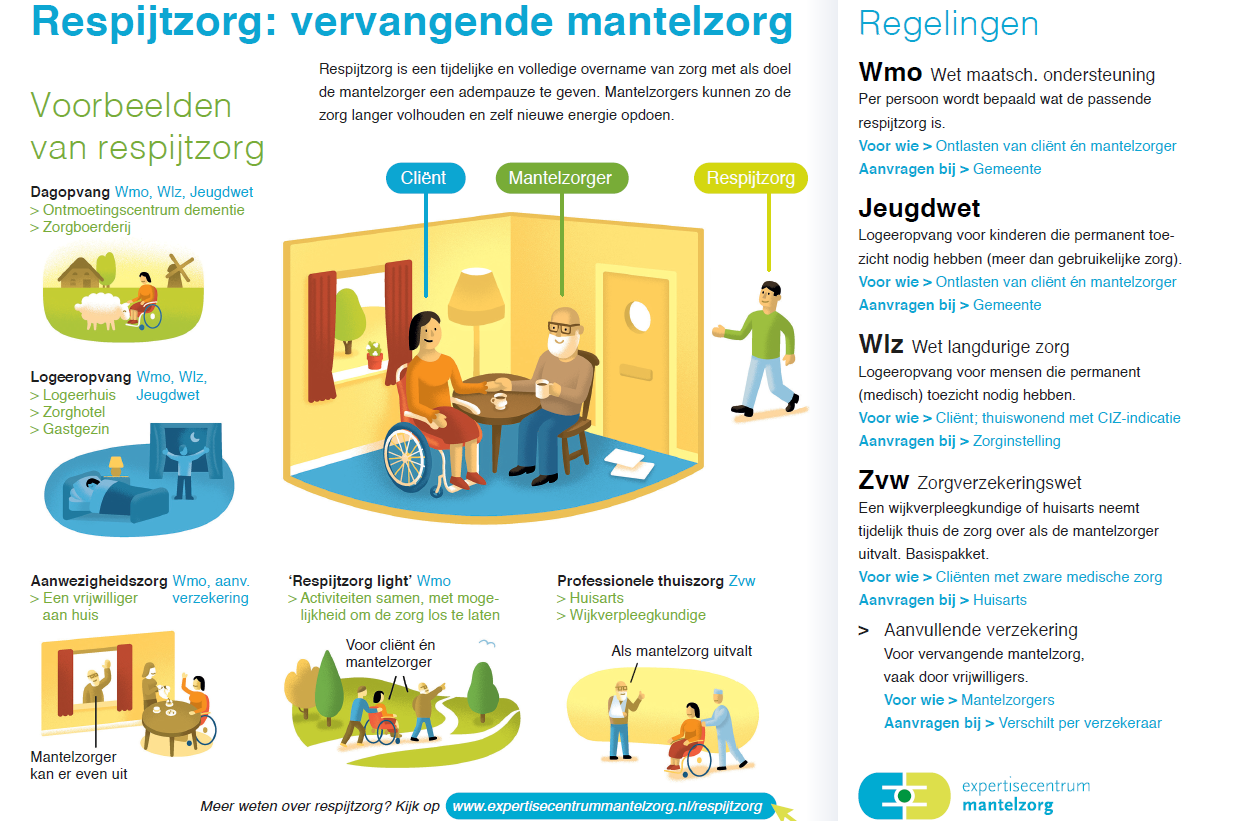 Respijtzorg: vervangende mantelzorg
Respijtzorg is een tijdelijke en volledige overname van zorg met als doel
de mantelzorger een adempauze te geven. Mantelzorgers kunnen zo de
zorg langer volhouden en zelf nieuwe energie opdoen.
Voorbeelden
van respijtzorg
Cliënt
Mantelzorger
Respijtzorg
Dagopvang Wmo, Wlz, Jeugdwet
> Ontmoetingscentrum dementie
> Zorgboerderij
Logeeropvang Wmo, Wlz,
> Logeerhuis Jeugdwet
> Zorghotel
> Gastgezin
Aanwezigheidszorg Wmo, aanv.
> Een vrijwilliger verzekering
aan huis
Mantelzorger
kan er even uit
‘Respijtzorg light’ Wmo
> Activiteiten samen, met moge-
lijkheid om de zorg los te laten
Voor cliënt én
mantelzorger
Professionele thuiszorg Zvw
> Huisarts
> Wijkverpleegkundige
Als mantelzorg uitvalt
Meer weten over respijtzorg? Kijk op www.expertisecentrummantelzorg.nl/respijtzorg
Regelingen
Wmo Wet maatsch. ondersteuning
Per persoon wordt bepaald wat de passende
respijtzorg is.
Voor wie > Ontlasten van cliënt én mantelzorger
Aanvragen bij > Gemeente
Jeugdwet
Logeeropvang voor kinderen die permanent toe-
zicht nodig hebben (meer dan gebruikelijke zorg).
Voor wie > Ontlasten van cliënt én mantelzorger
Aanvragen bij > Gemeente
Wlz Wet langdurige zorg
Logeeropvang voor mensen die permanent
(medisch) toezicht nodig hebben.
Voor wie > Cliënt; thuiswonend met CIZ-indicatie
Aanvragen bij > Zorginstelling
Zvw Zorgverzekeringswet
Een wijkverpleegkundige of huisarts neemt
tijdelijk thuis de zorg over als de mantelzorger
uitvalt. Basispakket.
Voor wie > Cliënten met zware medische zorg
Aanvragen bij > Huisarts
> Aanvullende verzekering
Voor vervangende mantelzorg,
vaak door vrijwilligers.
Voor wie > Mantelzorgers
Aanvragen bij > Verschilt per verzekeraar
expertisecentrum
mantelzorg